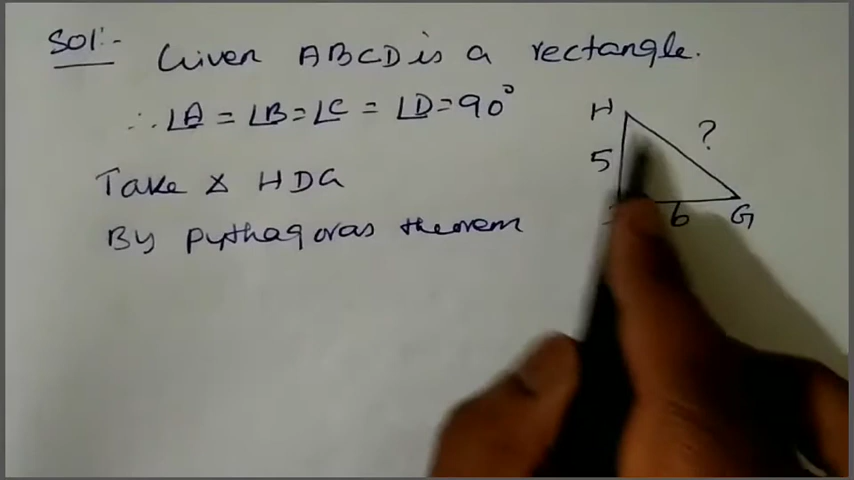 Sol:-
Given ABCD is a rectangle.
∴ ∠A = ∠B = ∠C = ∠D = 90°
Take △ HDG
By pythagoras theorem
H
?
5
6
G